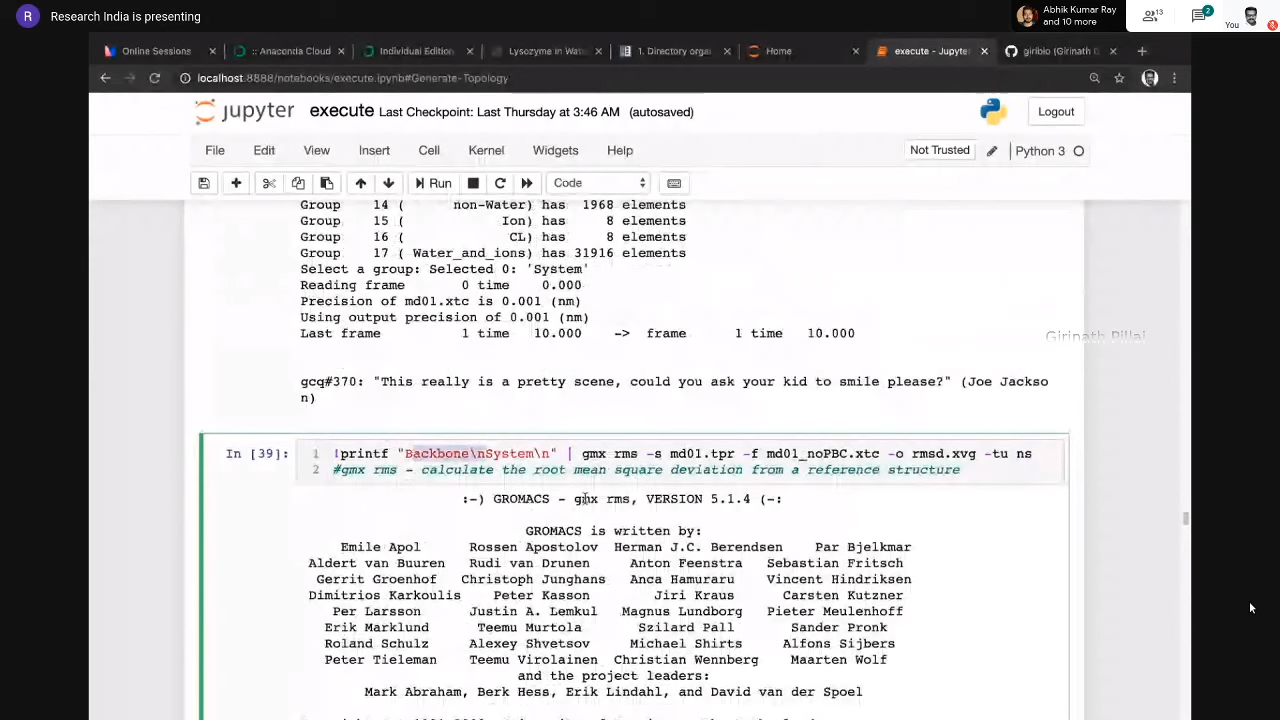 R Research India is presenting
Abhik Kumar Ray
and 10 more
13
2
You
Online Sessions
:: Anaconda Cloud
Individual Edition
Lysozyme in Wate
1. Directory orga
Home
execute - Jupyter
giribio (Girinath
localhost:8888/notebooks/execute.ipynb#Generate-Topology
jupyter execute Last Checkpoint: Last Thursday at 3:46 AM (autosaved)
Logout
File Edit View Insert Cell Kernel Widgets Help
Not Trusted
Python 3
Run
Code
Group 14 ( non-Water) has 1968 elements
Group 15 ( Ion) has 8 elements
Group 16 ( CL) has 8 elements
Group 17 ( Water_and_ions) has 31916 elements
Select a group: Selected 0: 'System'
Reading frame 0 time 0.000
Precision of md01.xtc is 0.001 (nm)
Using output precision of 0.001 (nm)
Last frame 1 time 10.000 -> frame 1 time 10.000
Girinath Pillai
gcq#370: "This really is a pretty scene, could you ask your kid to smile please?" (Joe Jackso
n)
In [39]: 1 !printf "Backbone\nSystem\n" | gmx rms -s md01.tpr -f md01_noPBC.xtc -o rmsd.xvg -tu ns
2 #gmx rms - calculate the root mean square deviation from a reference structure
:-) GROMACS - gmx rms, VERSION 5.1.4 (-:
GROMACS is written by:
Emile Apol Rossen Apostolov Herman J.C. Berendsen Par Bjelkmar
Aldert van Buuren Rudi van Drunen Anton Feenstra Sebastian Fritsch
Gerrit Groenhof Christoph Junghans Anca Hamuraru Vincent Hindriksen
Dimitrios Karkoulis Peter Kasson Jiri Kraus Carsten Kutzner
Per Larsson Justin A. Lemkul Magnus Lundborg Pieter Meulenhoff
Erik Marklund Teemu Murtola Szilard Pall Sander Pronk
Roland Schulz Alexey Shvetsov Michael Shirts Alfons Sijbers
Peter Tieleman Teemu Virolainen Christian Wennberg Maarten Wolf
and the project leaders:
Mark Abraham, Berk Hess, Erik Lindahl, and David van der Spoel